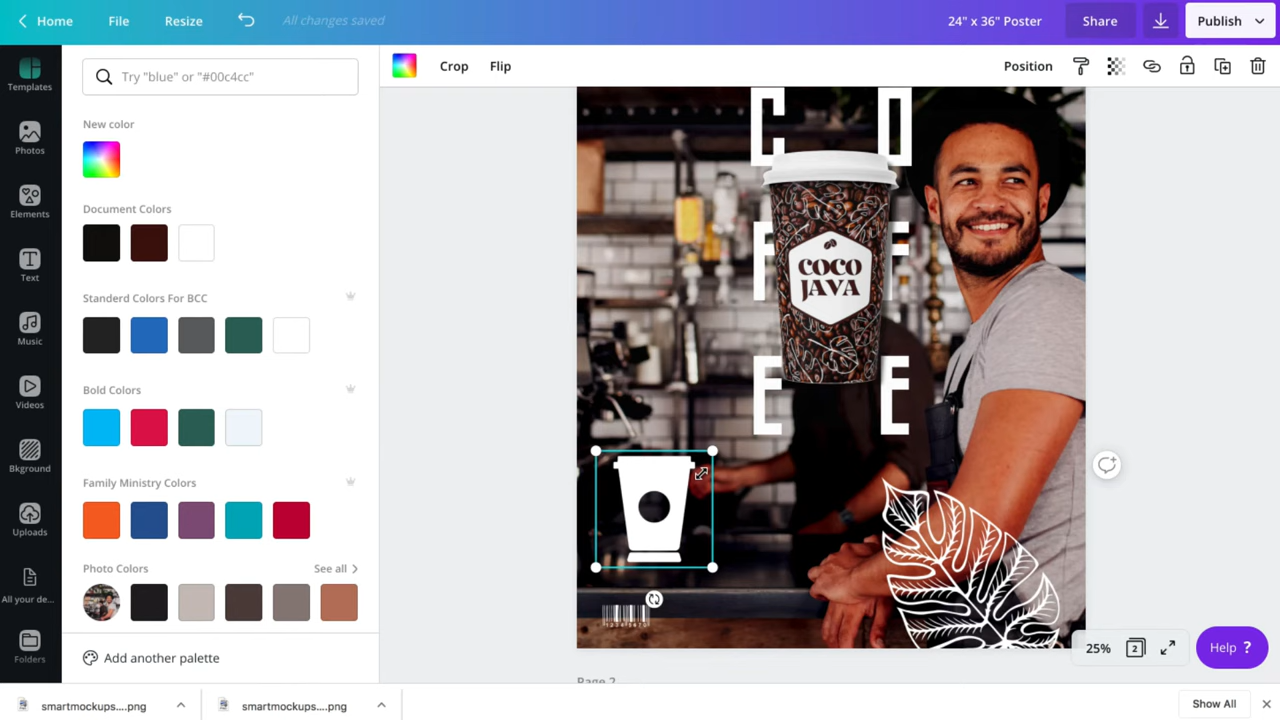 Home File Resize All changes saved 24" x 36" Poster Share Publish
Crop Flip Position
Try "blue" or "#00c4cc"
Templates
Photos
Elements
Text
Music
Videos
Bkground
Uploads
All your de...
Folders
New color
Document Colors
Standerd Colors For BCC
Bold Colors
Family Ministry Colors
Photo Colors See all
Add another palette
C O
F F
E E
COCO
JAVA
25% 2 Help ?
Page 2
smartmockups....png smartmockups....png Show All